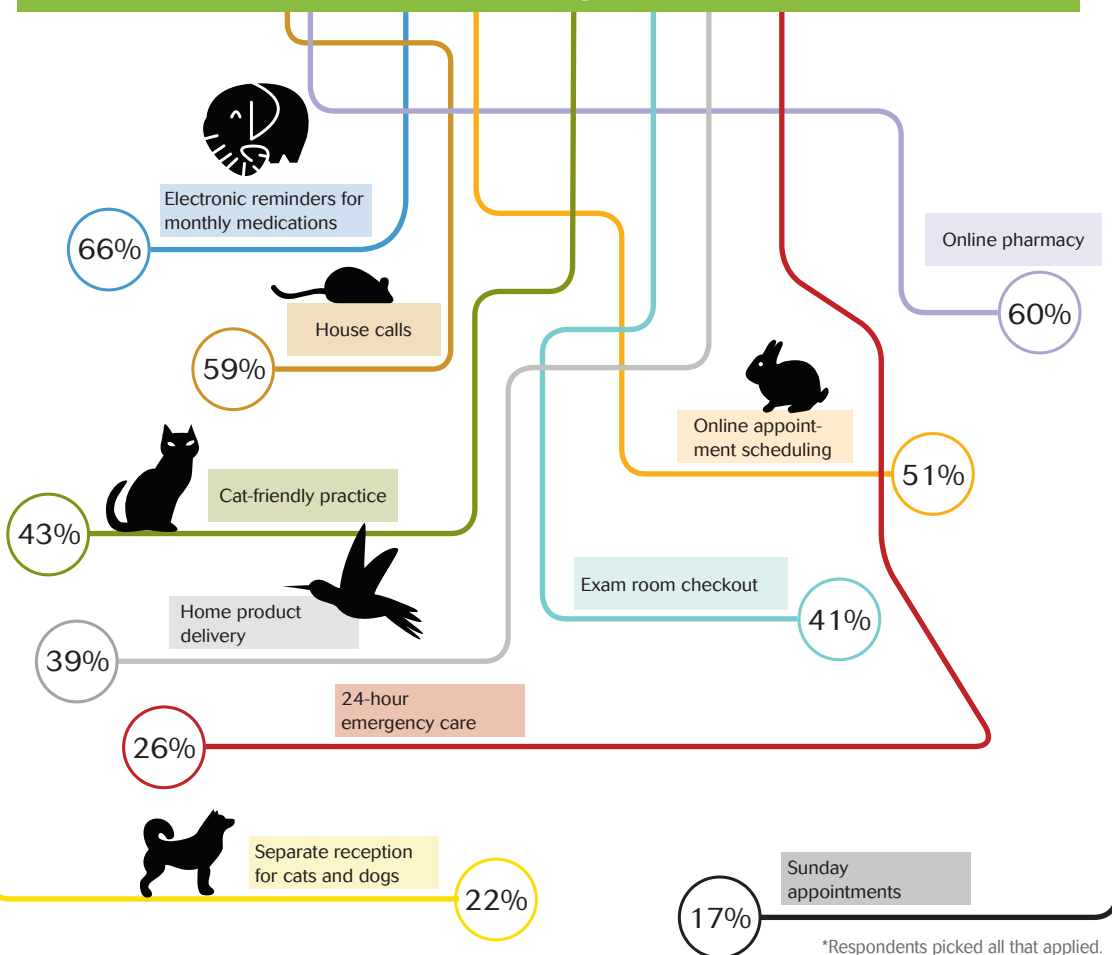 Electronic reminders for
monthly medications
66%
Online pharmacy
60%
House calls
59%
Online appoint-
ment scheduling
51%
Cat-friendly practice
43%
Exam room checkout
41%
Home product
delivery
39%
24-hour
emergency care
26%
Separate reception
for cats and dogs
22%
Sunday
appointments
17%
*Respondents picked all that applied.